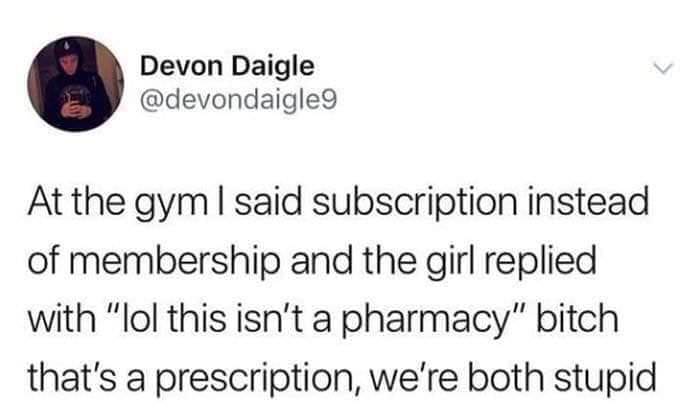 Devon Daigle
@devondaigle9
At the gym I said subscription instead
of membership and the girl replied
with "lol this isn't a pharmacy" bitch
that's a prescription, we're both stupid